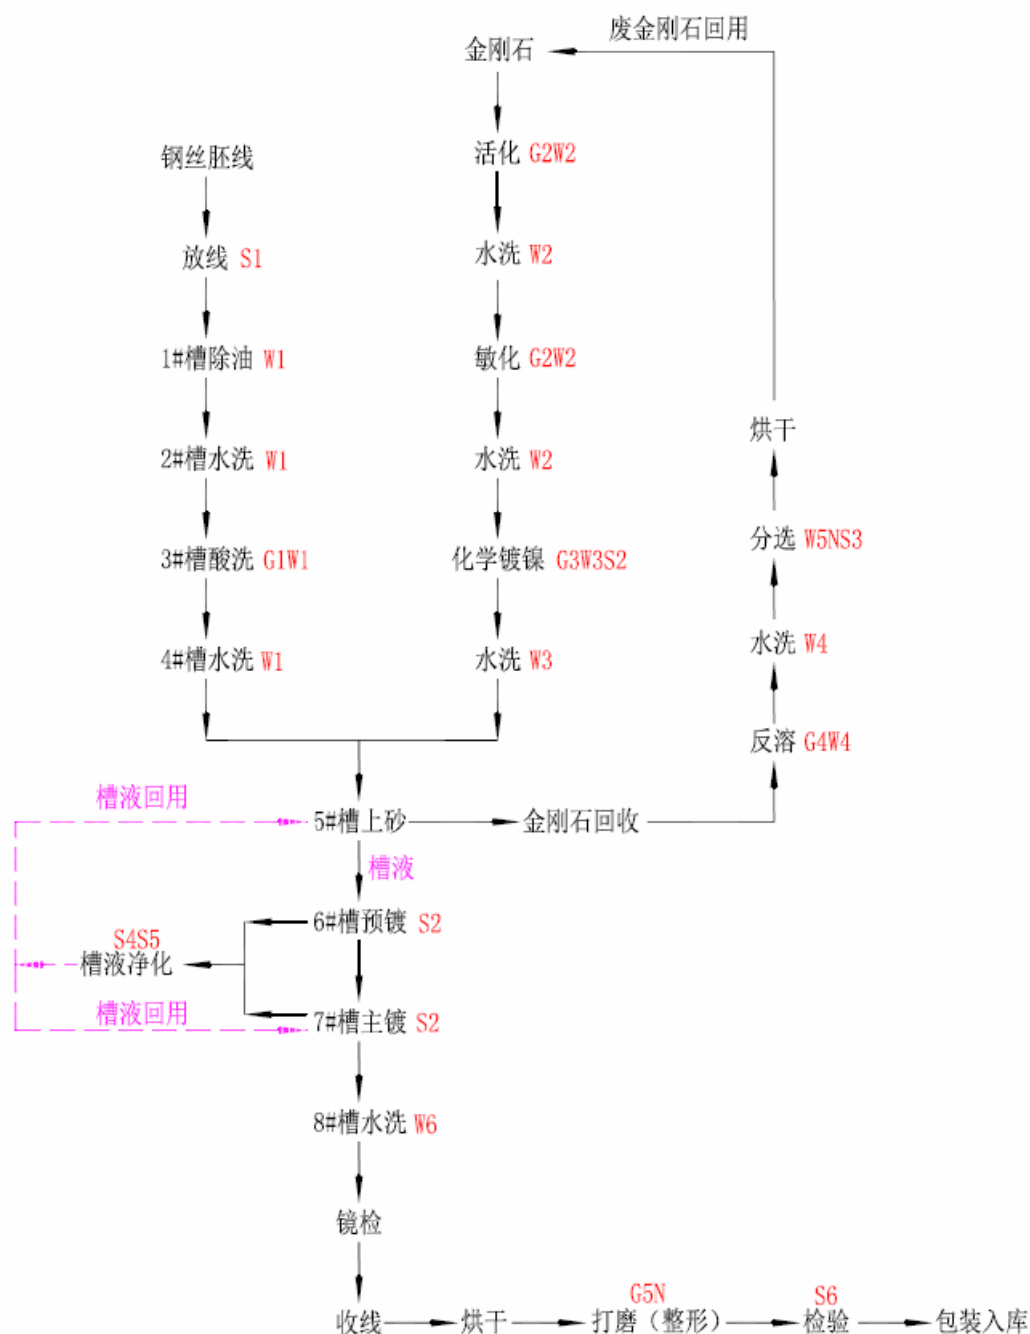 废金刚石回用
金刚石
活化 G2W2
水洗 W2
敏化 G2W2
水洗 W2
化学镀镍 G3W3S2
水洗 W3
钢丝胚线
放线 S1
1#槽除油 W1
2#槽水洗 W1
3#槽酸洗 G1W1
4#槽水洗 W1
烘干
分选 W5NS3
水洗 W4
反溶 G4W4
槽液回用
5#槽上砂
金刚石回收
槽液
6#槽预镀 S2
S4S5
槽液净化
槽液回用
7#槽主镀 S2
8#槽水洗 W6
镜检
收线
烘干
G5N
打磨（整形）
S6
检验
包装入库